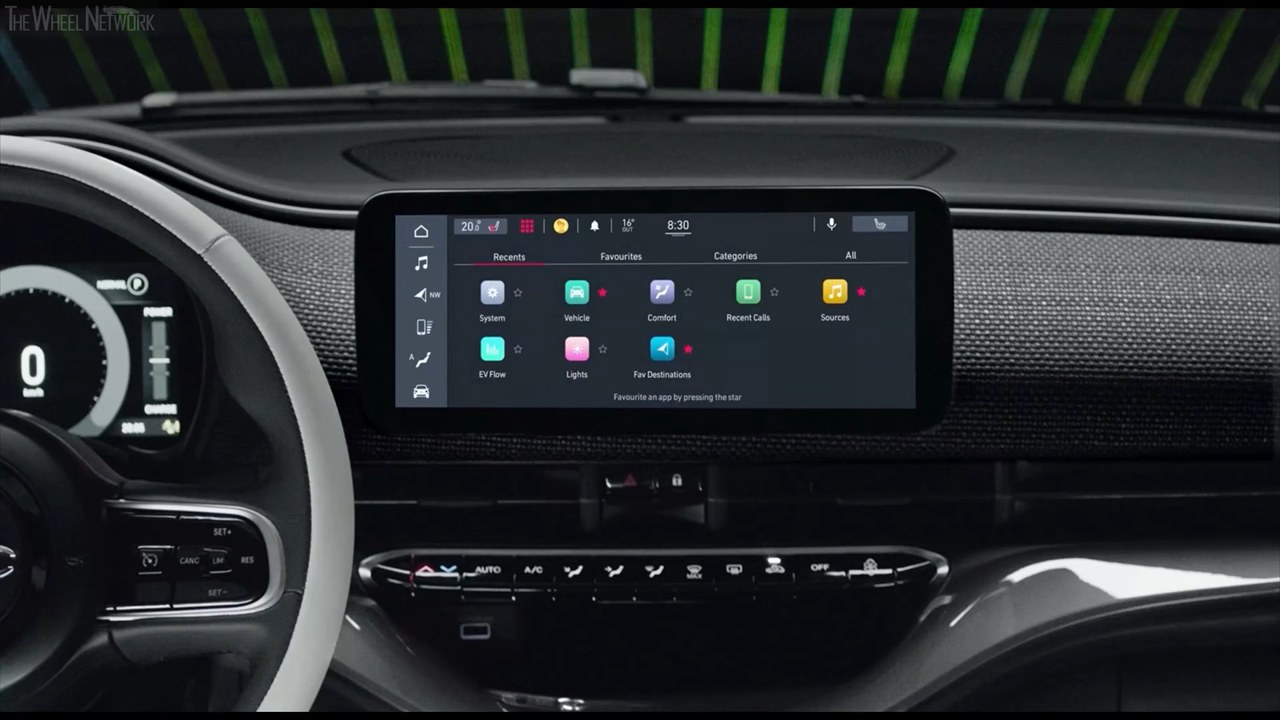 THE WHEEL NETWORK
20.0°
16°
OUT
8:30
Recents
Favourites
Categories
All
NW
A
System
Vehicle
Comfort
Recent Calls
Sources
EV Flow
Lights
Fav Destinations
Favourite an app by pressing the star
NORMAL P
POWER
0
km/h
CHARGE
SET+
CANC
LIM
RES
SET-
AUTO
A/C
MAX
OFF